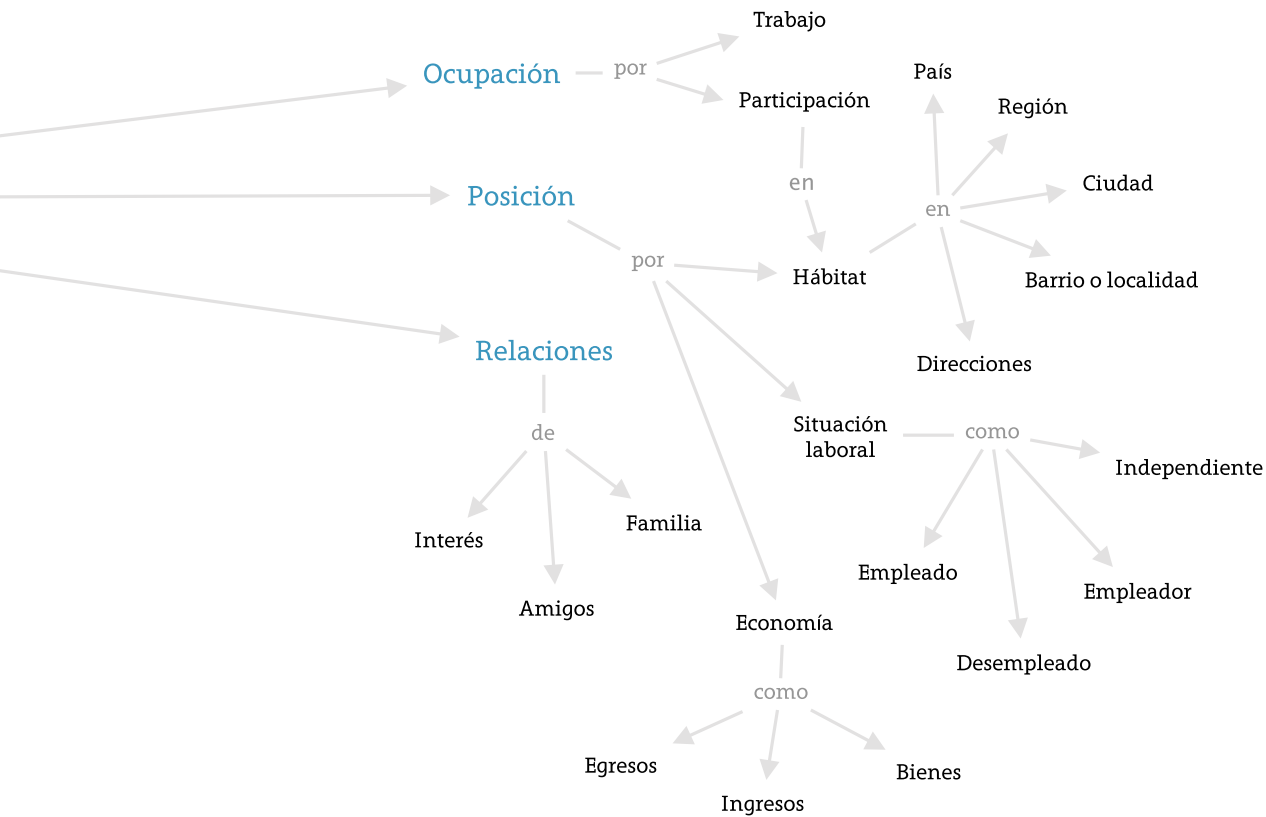 Trabajo
Ocupación
por
País
Participación
Región
en
Ciudad
Posición
en
por
Hábitat
Barrio o localidad
Relaciones
Direcciones
de
Situación
laboral
como
Independiente
Familia
Interés
Empleado
Empleador
Amigos
Economía
Desempleado
como
Egresos
Bienes
Ingresos